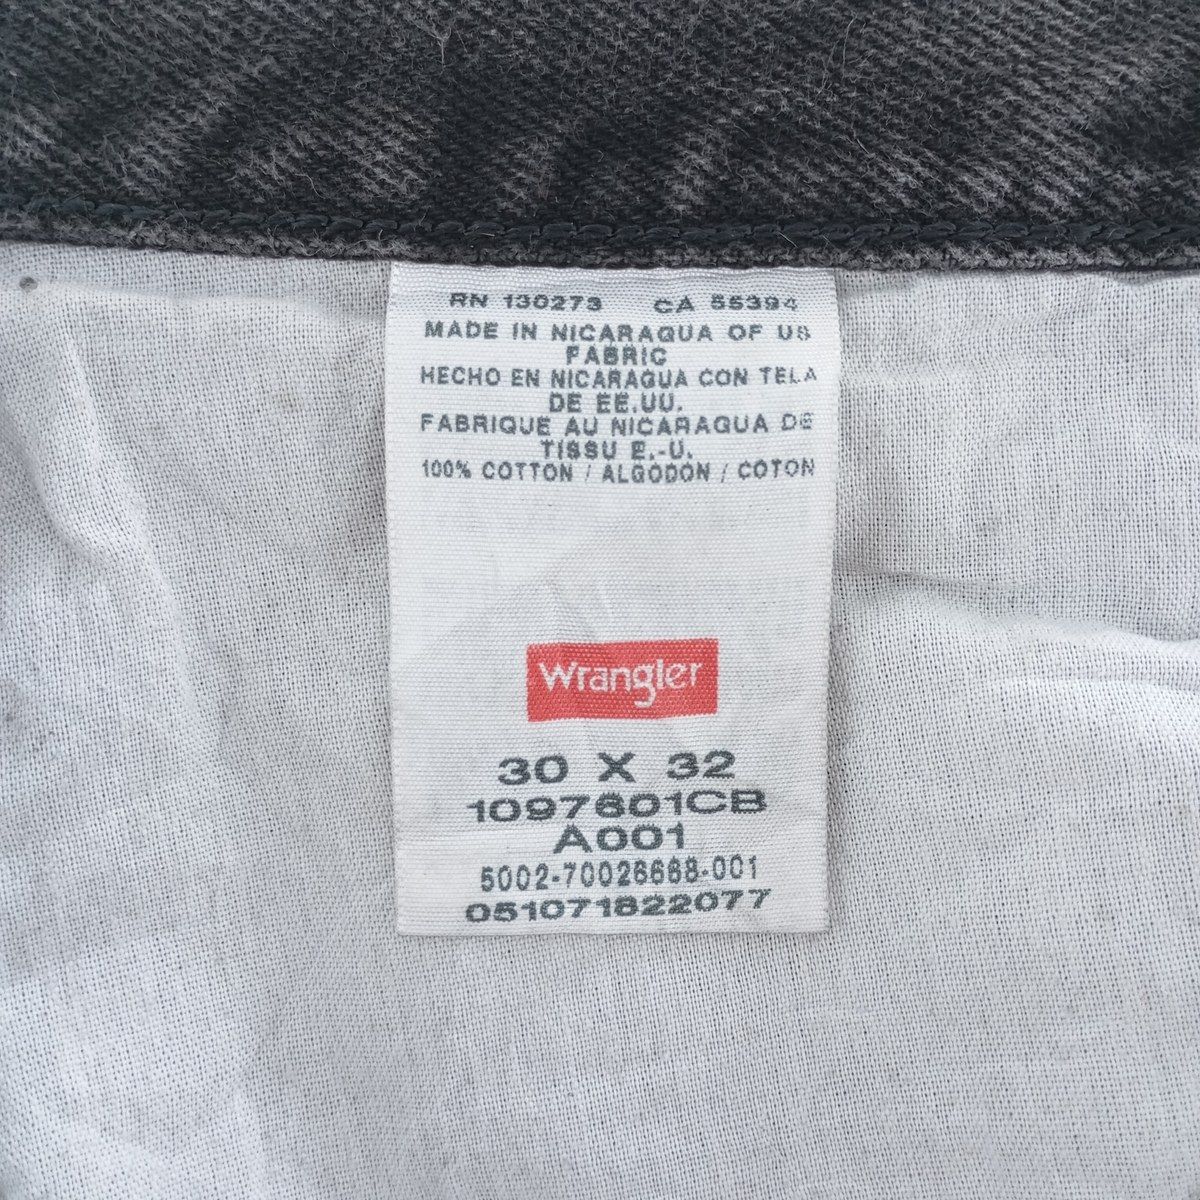 RN 130273 CA 55394
MADE IN NICARAGUA OF US
FABRIC
HECHO EN NICARAGUA CON TELA
DE EE.UU.
FABRIQUE AU NICARAGUA DE
TISSU E.-U.
100% COTTON / ALGODON / COTON
Wrangler
30 X 32
1097601CB
A001
5002-70026668-001
051071822077